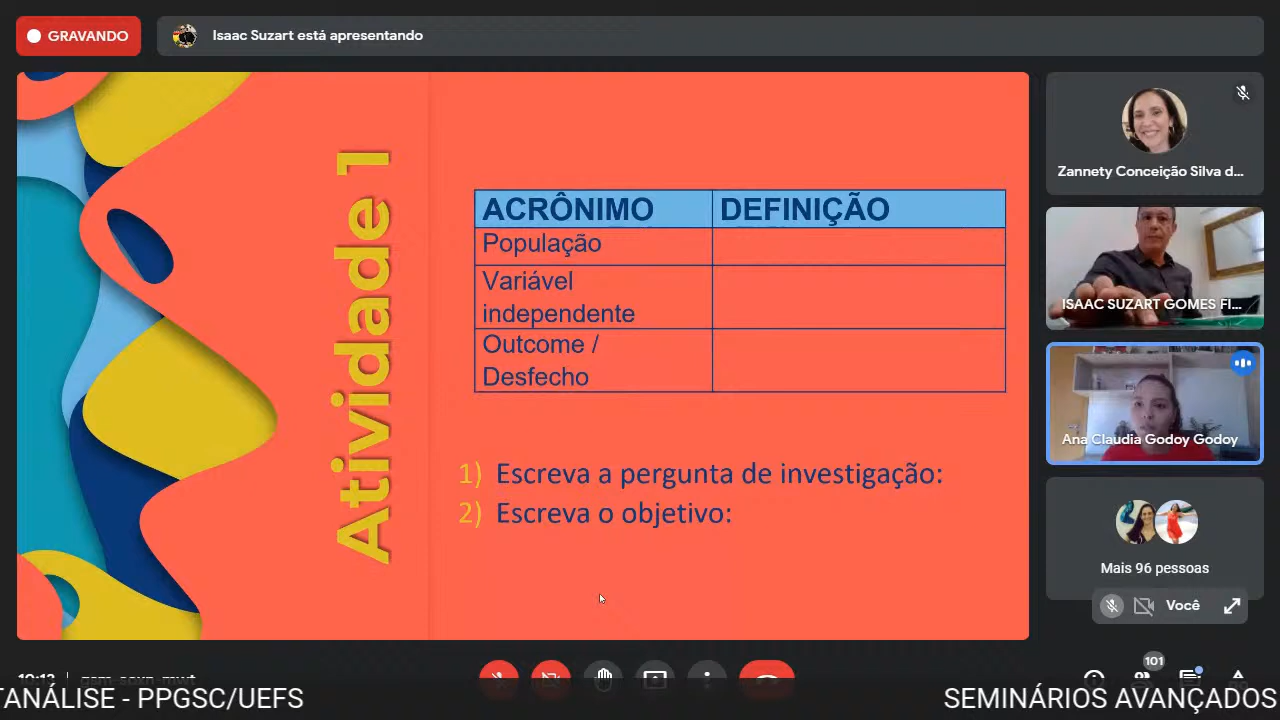 GRAVANDO
Isaac Suzart está apresentando
Atividade 1
ACRÔNIMO
DEFINIÇÃO
População
Variável
independente
Outcome /
Desfecho
1) Escreva a pergunta de investigação:
2) Escreva o objetivo:
Zannety Conceição Silva d...
ISAAC SUZART GOMES FI...
Ana Claudia Godoy Godoy
Mais 96 pessoas
Você
101
TANÁLISE - PPGSC/UEFS
SEMINÁRIOS AVANÇADOS